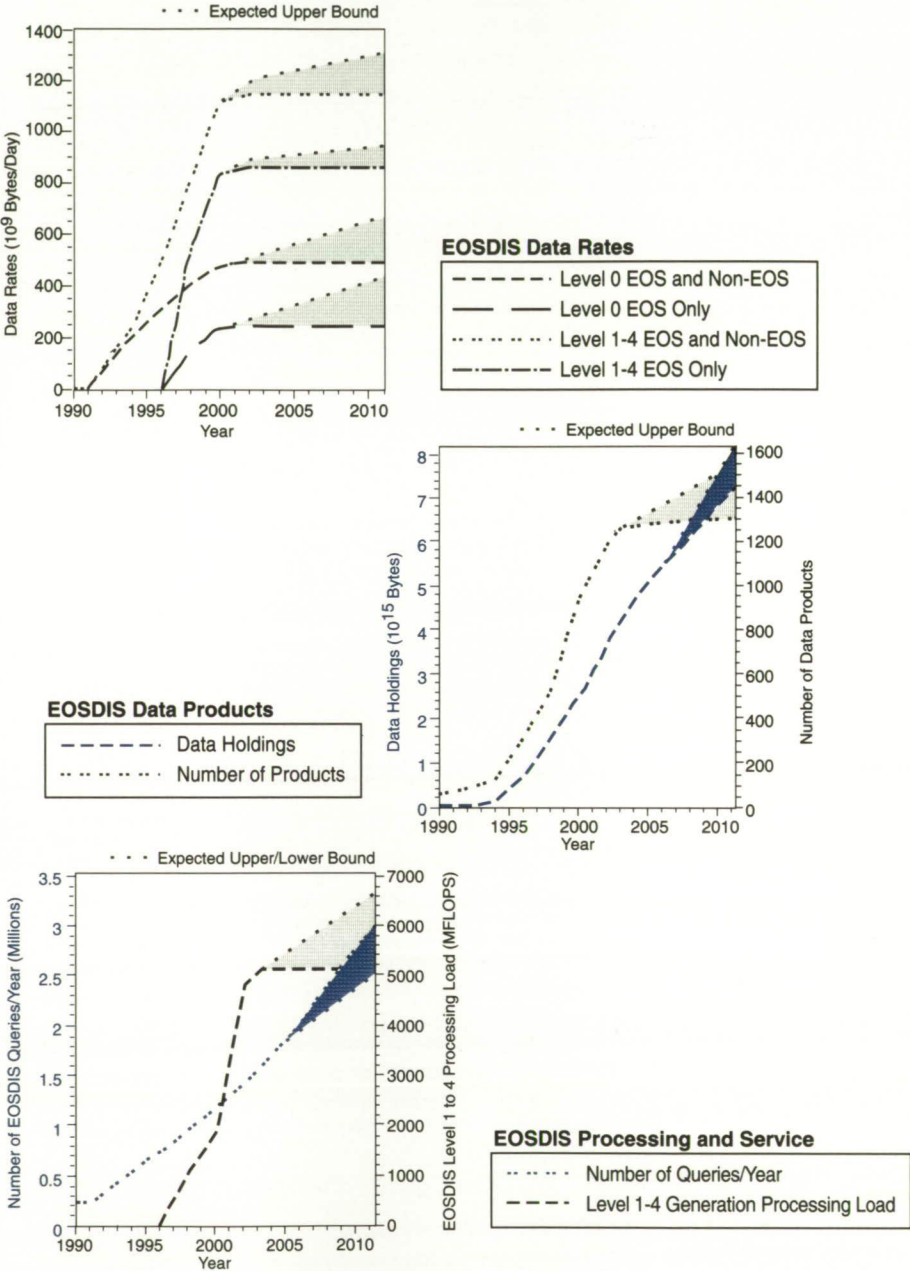 Expected Upper Bound
1400
1200
1000
800
600
400
200
0
Data Rates (10⁹ Bytes/Day)
1990 1995 2000 2005 2010
Year
EOSDIS Data Rates
Level 0 EOS and Non-EOS
Level 0 EOS Only
Level 1-4 EOS and Non-EOS
Level 1-4 EOS Only
Expected Upper Bound
8
7
6
5
4
3
2
1
0
Data Holdings (10¹⁵ Bytes)
1600
1400
1200
1000
800
600
400
200
0
Number of Data Products
1990 1995 2000 2005 2010
Year
EOSDIS Data Products
Data Holdings
Number of Products
Expected Upper/Lower Bound
3.5
3
2.5
2
1.5
1
0.5
0
Number of EOSDIS Queries/Year (Millions)
7000
6000
5000
4000
3000
2000
1000
0
EOSDIS Level 1 to 4 Processing Load (MFLOPS)
1990 1995 2000 2005 2010
Year
EOSDIS Processing and Service
Number of Queries/Year
Level 1-4 Generation Processing Load